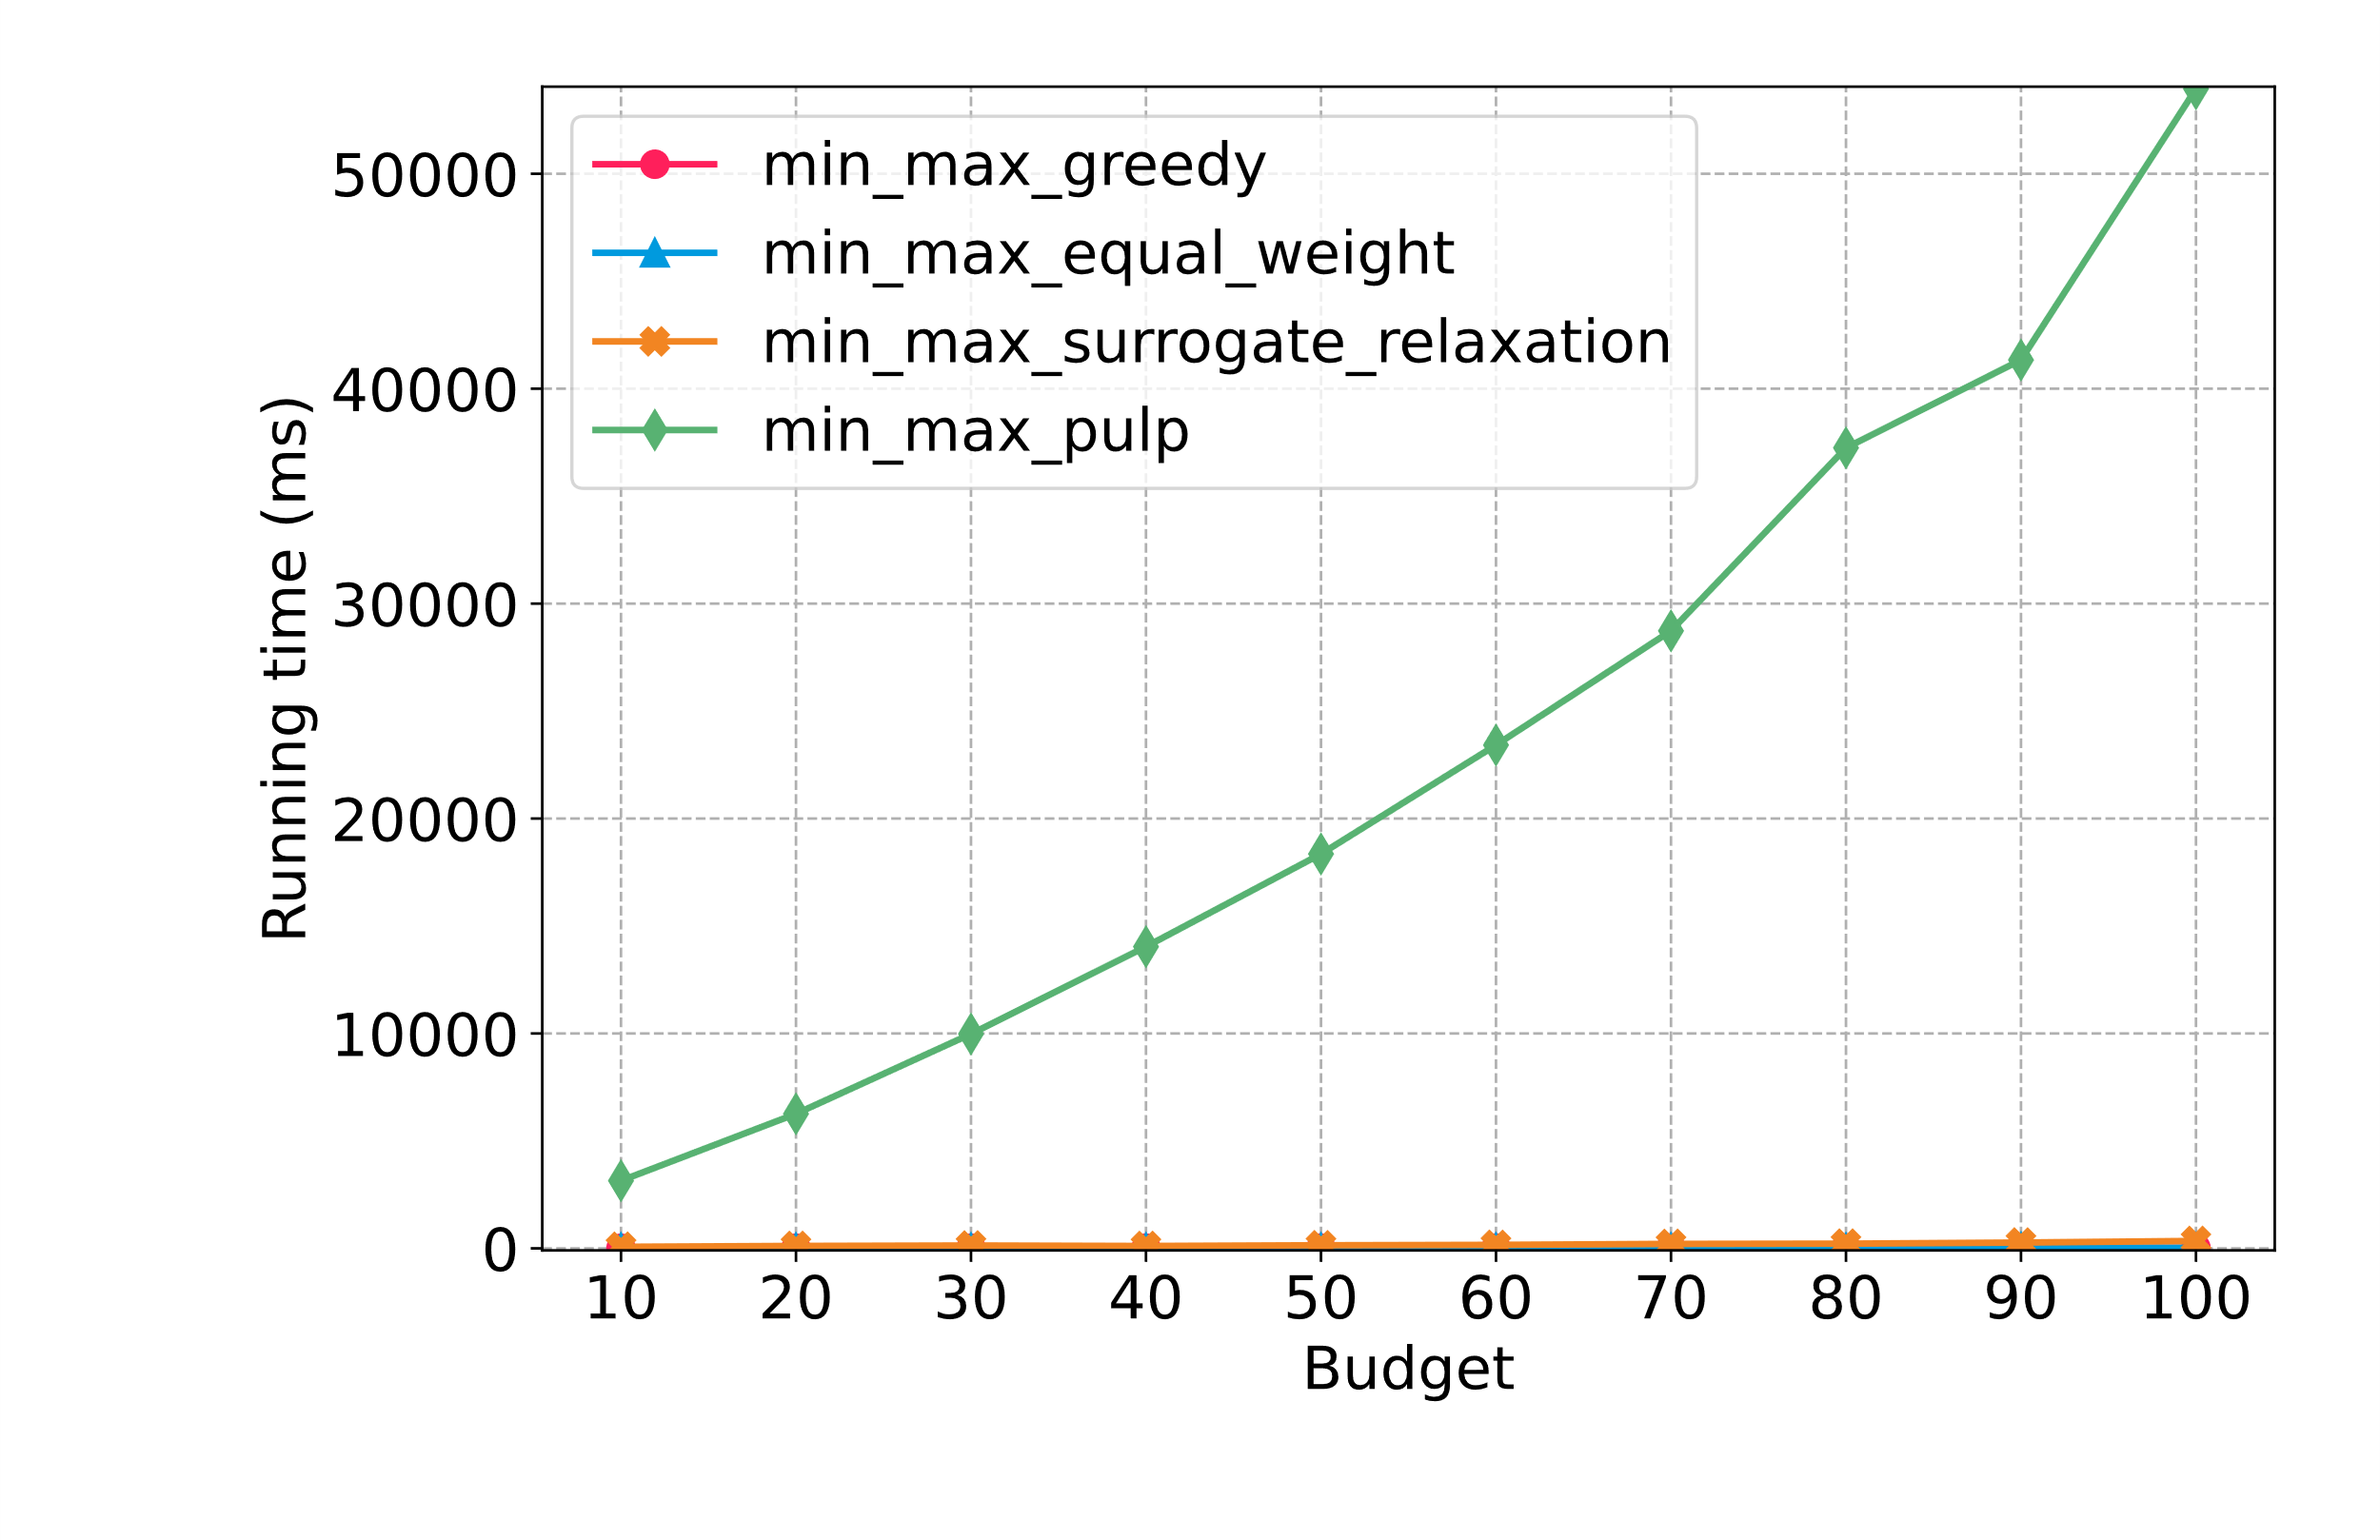 min_max_greedy
min_max_equal_weight
min_max_surrogate_relaxation
min_max_pulp
Running time (ms)
50000
40000
30000
20000
10000
0
10 20 30 40 50 60 70 80 90 100
Budget